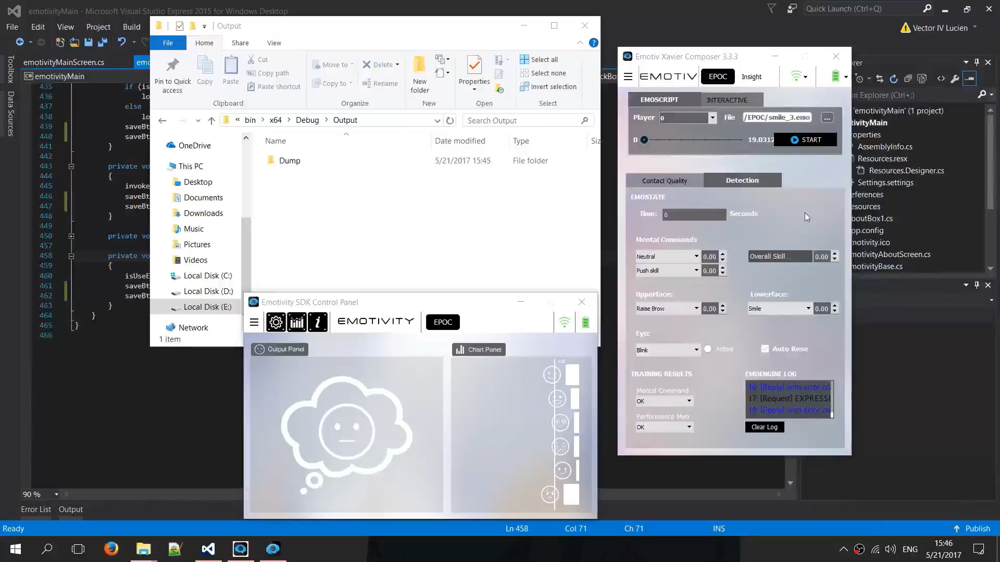 emotivityMain - Microsoft Visual Studio Express 2015 for Windows Desktop
Quick Launch (Ctrl+Q)
File Edit View Project Build
Vector IV Lucien
Toolbox
Data Sources
emotivityMainScreen.cs
emotivityMain
435 if (is
436 lo
437 else
438 lo
439 saveBt
440 saveBt
441 }
442
443 private vo
444 {
445 invoke
446 saveBt
447 saveBt
448 }
449
450 private vo
457
458 private vo
459 {
460 isUseE
461 saveBt
462 saveBt
463 }
464 }
465 }
466
90 %
Error List Output
Ready
Ln 458 Col 71 Ch 71 INS
Publish
Output
File Home Share View
Pin to Quick access
Copy
Paste
Cut
Copy path
Paste shortcut
Clipboard
Move to
Copy to
Delete
Rename
Organize
New folder
New
Properties
Open
Select all
Select none
Invert selection
Select
« bin > x64 > Debug > Output
Search Output
Name Date modified Type Siz
Dump 5/21/2017 15:45 File folder
OneDrive
This PC
Desktop
Documents
Downloads
Music
Pictures
Videos
Local Disk (C:)
Local Disk (D:)
Local Disk (E:)
Network
1 item
Emotivity SDK Control Panel
EMOTIVITY
EPOC
Output Panel
Chart Panel
Emotiv Xavier Composer 3.3.3
EMOTIV
EPOC
Insight
EMOSCRIPT INTERACTIVE
Player 0 File /EPOC/smile_3.emo ...
0 19.0312 START
Contact Quality Detection
EMOSTATE
Time: 0 Seconds
Mental Commands
Neutral 0.00 Overall Skill 0.00
Push skill 0.00
Upperface: Lowerface:
Raise Brow 0.00 Smile 0.00
Eye:
Blink Active Auto Rese
TRAINING RESULTS
Mental Command
OK
Performance Metr
OK
EMOENGINE LOG
16: [Reply] with error co
17: [Request] EXPRESSI
18: [Reply] with error co
Clear Log
ckBo
orer
on Explorer (Ctrl+;)
'emotivityMain' (1 project)
tivityMain
roperties
AssemblyInfo.cs
Resources.resx
Resources.Designer.cs
Settings.settings
eferences
esources
boutBox1.cs
pp.config
motivity.ico
motivityAboutScreen.cs
motivityBase.cs
ENG
15:46
5/21/2017